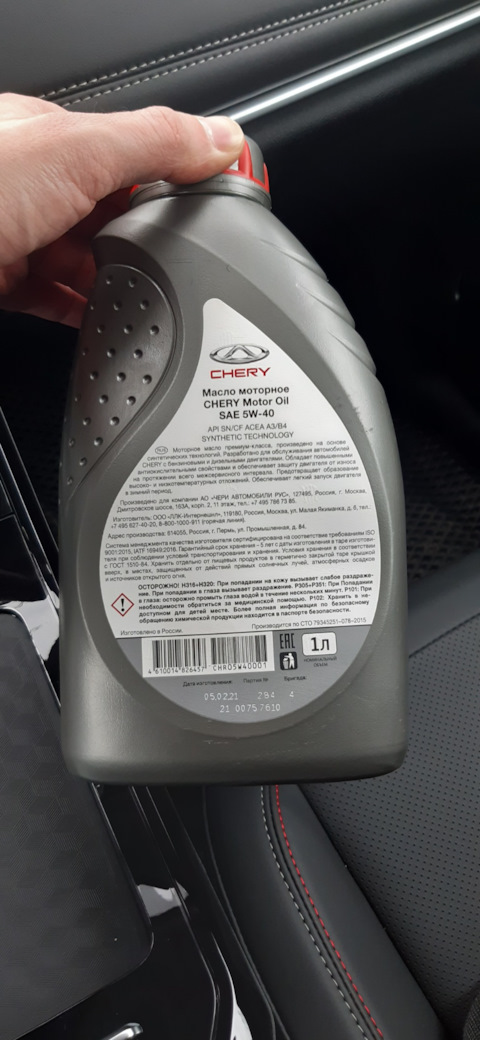 CHERY
Масло моторное
CHERY Motor Oil
SAE 5W-40
API SN/CF ACEA A3/B4
SYNTHETIC TECHNOLOGY
RUS Моторное масло премиум-класса, произведено на основе
синтетических технологий. Разработано для обслуживания автомобилей
CHERY с бензиновыми и дизельными двигателями. Обладает повышенными
антиокислительными свойствами и обеспечивает защиту двигателя от износа
на протяжении всего межсервисного интервала. Предотвращает образование
высоко- и низкотемпературных отложений. Обеспечивает легкий запуск двигателя
в зимний период.
Произведено для компании АО «ЧЕРИ АВТОМОБИЛИ РУС», 127495, Россия, г. Москва,
Дмитровское шоссе, 163А, корп. 2, 11 этаж, тел.: +7 495 786 73 85.
Изготовитель: ООО «ЛЛК-Интернешнл», 119180, Россия, Москва, ул. Малая Якиманка, д. 6, тел.
+7 495 627-40-20, 8-800-1000-911 (горячая линия).
Адрес производства: 614055, Россия, г. Пермь, ул. Промышленная, д. 84.
Система менеджмента качества изготовителя сертифицирована на соответствие требованиям ISO
9001:2015, IATF 16949:2016. Гарантийный срок хранения – 5 лет с даты изготовления в таре изготови-
теля при соблюдении условий транспортирования и хранения. Условия хранения в соответствии
с ГОСТ 1510-84. Хранить отдельно от пищевых продуктов в герметично закрытой таре крышкой
вверх, в местах, защищенных от действия прямых солнечных лучей, атмосферных осадков
и источников открытого огня.
ОСТОРОЖНО! H316+H320: При попадании на кожу вызывает слабое раздраже-
ние. При попадании в глаза вызывает раздражение. P305+P351: При Попадании
в глаза: осторожно промыть глаза водой в течение нескольких минут. P101: При
необходимости обратиться за медицинской помощью. P102: Хранить в не-
доступном для детей месте. Более полная информация по безопасному
обращению химической продукции находится в паспорте безопасности.
Изготовлено в России. Производится по СТО 79345251–078–2015
4610014826457 CHR05W40001 EAC 1л
НОМИНАЛЬНЫЙ
ОБЪЕМ
Дата изготовления: Партия № Бригада
05.02.21 284 4
21 0075 7610